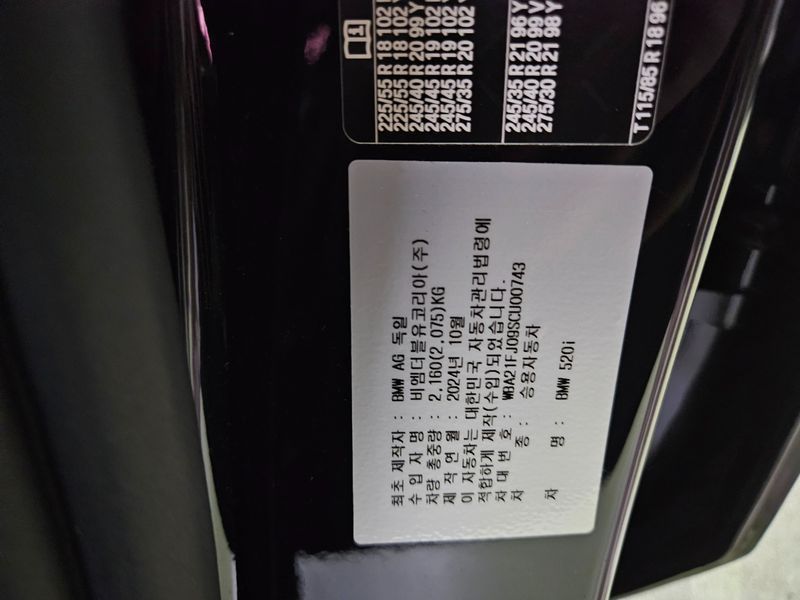 225/55 R 18 102
225/55 R 18 102 Y
245/40 R 20 99 Y
245/45 R 19 102
245/45 R 19 102 Y
275/35 R 20 102
245/35 R 21 96 Y
245/40 R 20 99 V
275/30 R 21 98 Y
T 115/85 R 18 96
최초 제작자 : BMW AG 독일
수 입 자 명 : 비엠더블유코리아(주)
차량 총중량 : 2,160(2,075)KG
제 작 연 월 : 2024년 10월
이 자동차는 대한민국 자동차관리법령에
적합하게 제작(수입)되었습니다.
차 대 번 호 : WBA21FJ09SCU00743
차 종 : 승용자동차
차 명 : BMW 520i